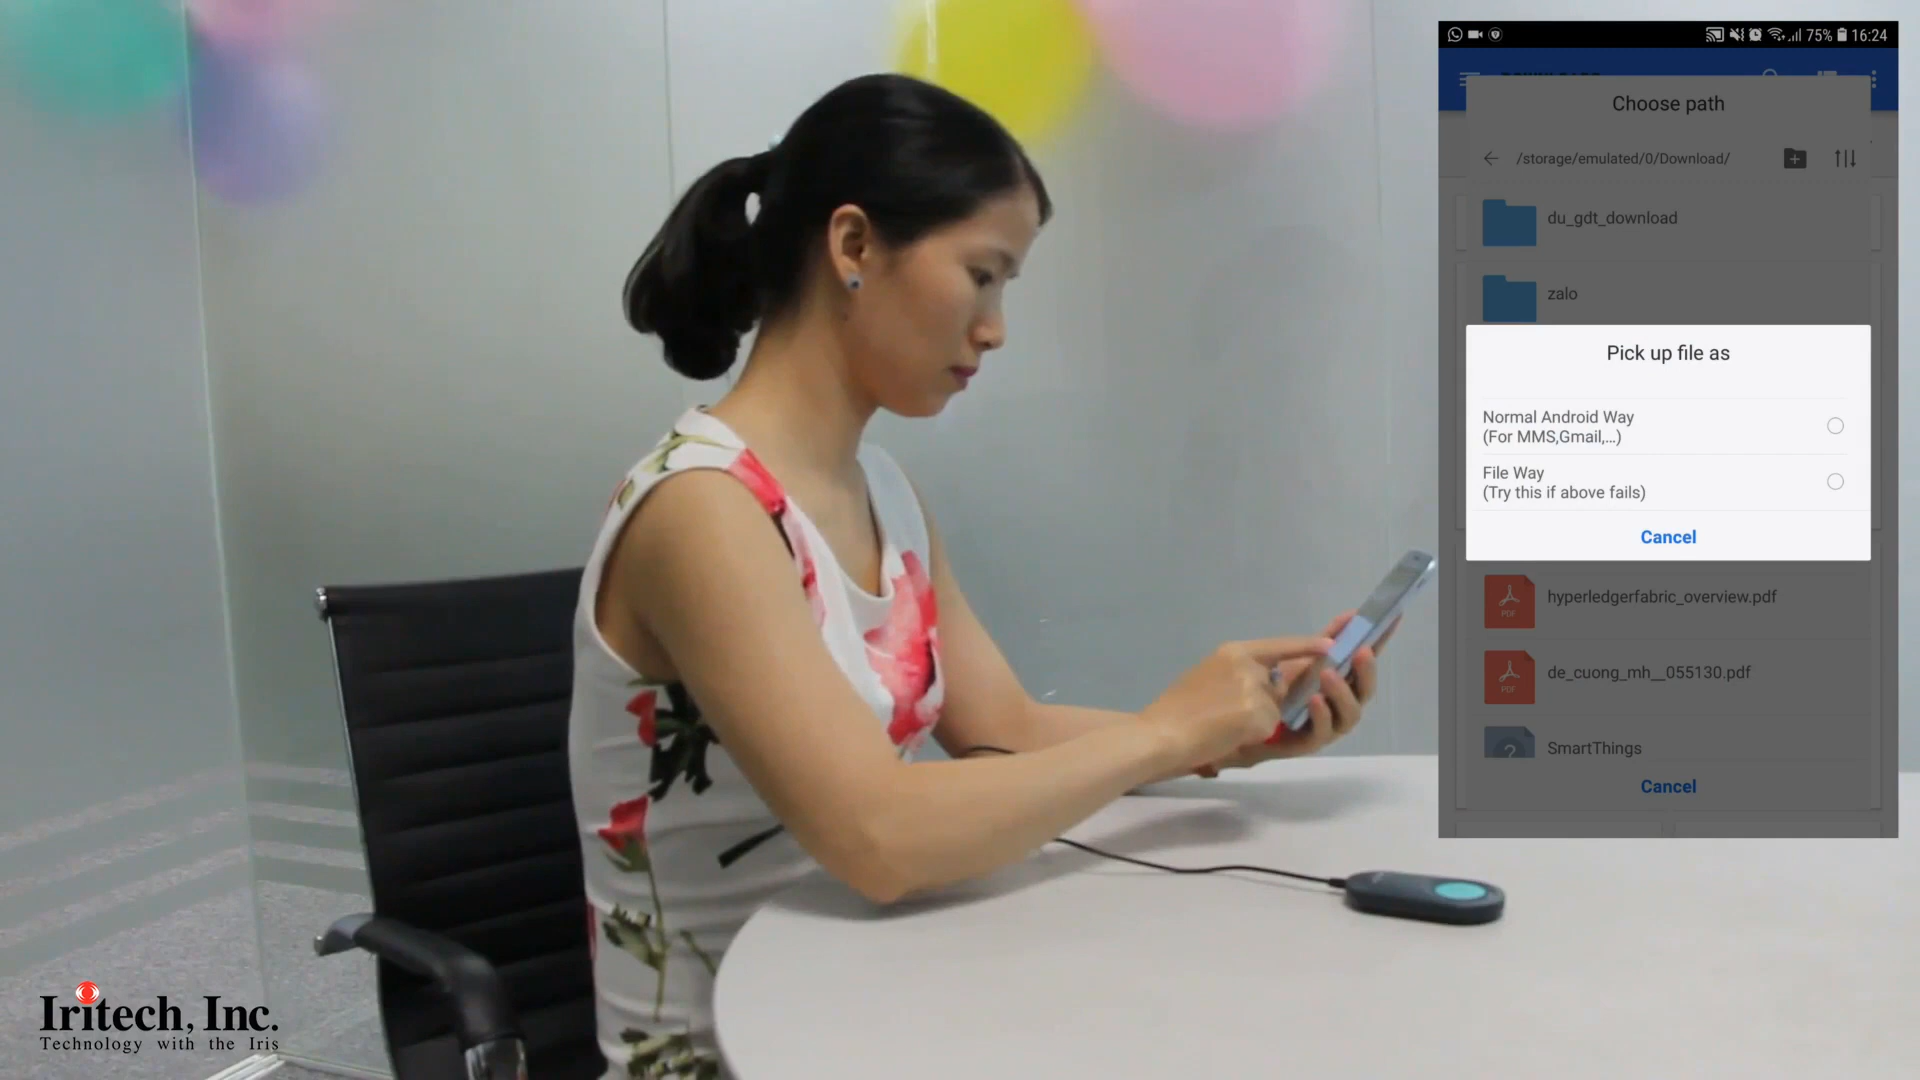 75% 16:24
Choose path
/storage/emulated/0/Download/
du_gdt_download
zalo
Pick up file as
Normal Android Way
(For MMS,Gmail,...)
File Way
(Try this if above fails)
Cancel
hyperledgerfabric_overview.pdf
PDF
de_cuong_mh__055130.pdf
PDF
SmartThings
?
Cancel
Iritech, Inc.
Technology with the Iris